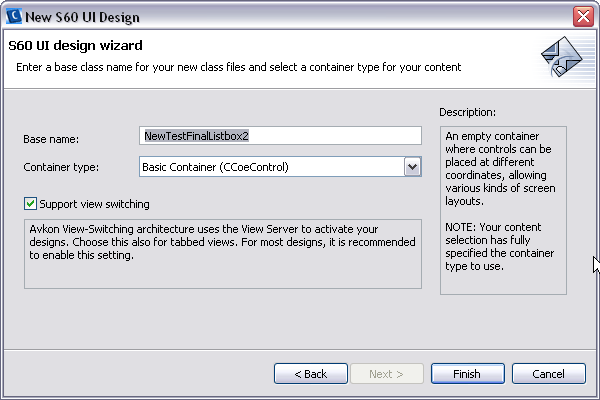 New S60 UI Design
S60 UI design wizard
Enter a base class name for your new class files and select a container type for your content
Description:
Base name:
NewTestFinalListbox2
Container type:
Basic Container (CCoeControl)
Support view switching
Avkon View-Switching architecture uses the View Server to activate your
designs. Choose this also for tabbed views. For most designs, it is recommended
to enable this setting.
An empty container
where controls can be
placed at different
coordinates, allowing
various kinds of screen
layouts.
NOTE: Your content
selection has fully
specified the container
type to use.
< Back
Next >
Finish
Cancel